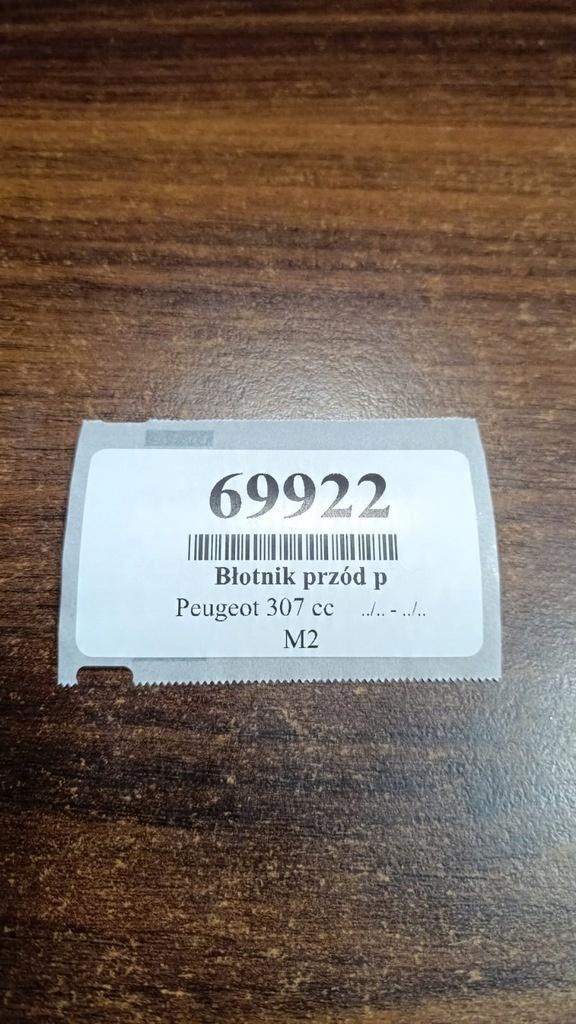 69922
Błotnik przód p
Peugeot 307 cc ../.. - ../..
M2